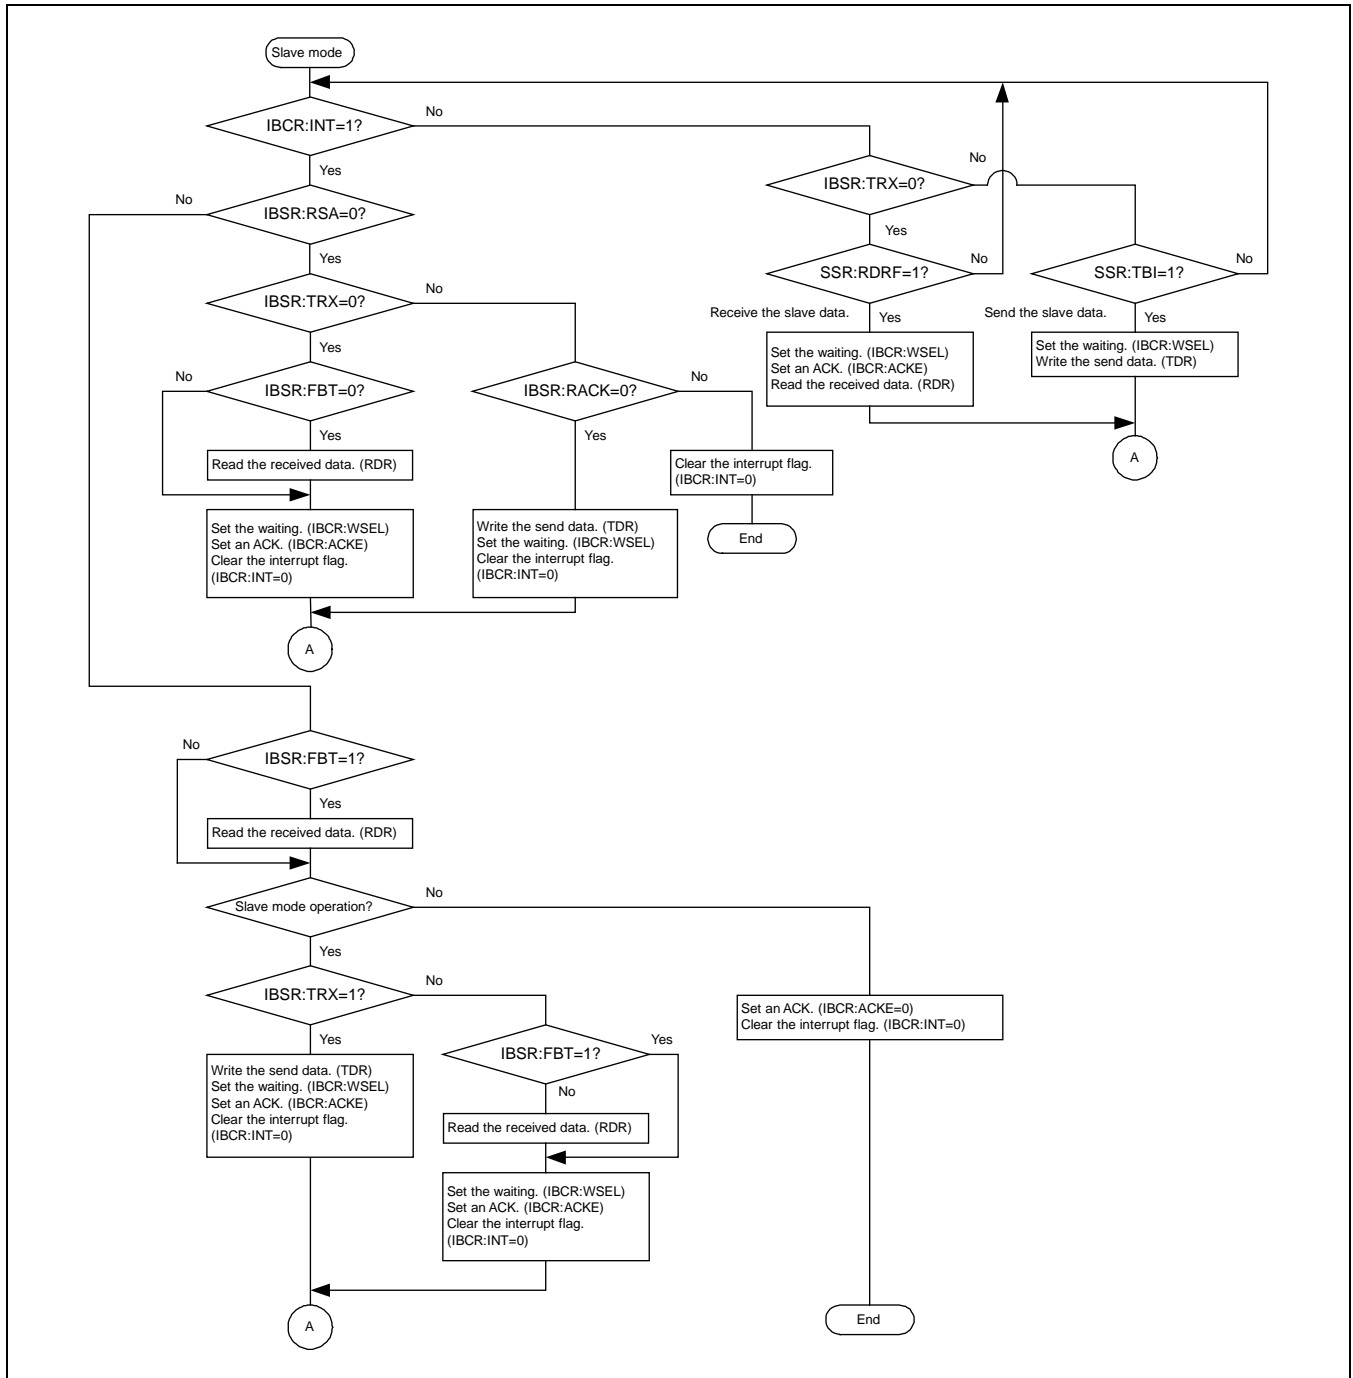 Slave mode
IBCR:INT=1?
No
Yes
IBSR:TRX=0?
No
Yes
SSR:RDRF=1?
No
Receive the slave data.
Yes
Set the waiting. (IBCR:WSEL)
Set an ACK. (IBCR:ACKE)
Read the received data. (RDR)
SSR:TBI=1?
No
Send the slave data.
Yes
Set the waiting. (IBCR:WSEL)
Write the send data. (TDR)
A
No
IBSR:RSA=0?
Yes
IBSR:TRX=0?
No
Yes
No
IBSR:FBT=0?
Yes
Read the received data. (RDR)
Set the waiting. (IBCR:WSEL)
Set an ACK. (IBCR:ACKE)
Clear the interrupt flag.
(IBCR:INT=0)
IBSR:RACK=0?
No
Yes
Write the send data. (TDR)
Set the waiting. (IBCR:WSEL)
Clear the interrupt flag.
(IBCR:INT=0)
Clear the interrupt flag.
(IBCR:INT=0)
End
A
No
IBSR:FBT=1?
Yes
Read the received data. (RDR)
Slave mode operation?
No
Yes
IBSR:TRX=1?
No
Yes
Write the send data. (TDR)
Set the waiting. (IBCR:WSEL)
Set an ACK. (IBCR:ACKE)
Clear the interrupt flag.
(IBCR:INT=0)
IBSR:FBT=1?
Yes
No
Read the received data. (RDR)
Set the waiting. (IBCR:WSEL)
Set an ACK. (IBCR:ACKE)
Clear the interrupt flag.
(IBCR:INT=0)
Set an ACK. (IBCR:ACKE=0)
Clear the interrupt flag. (IBCR:INT=0)
A
End